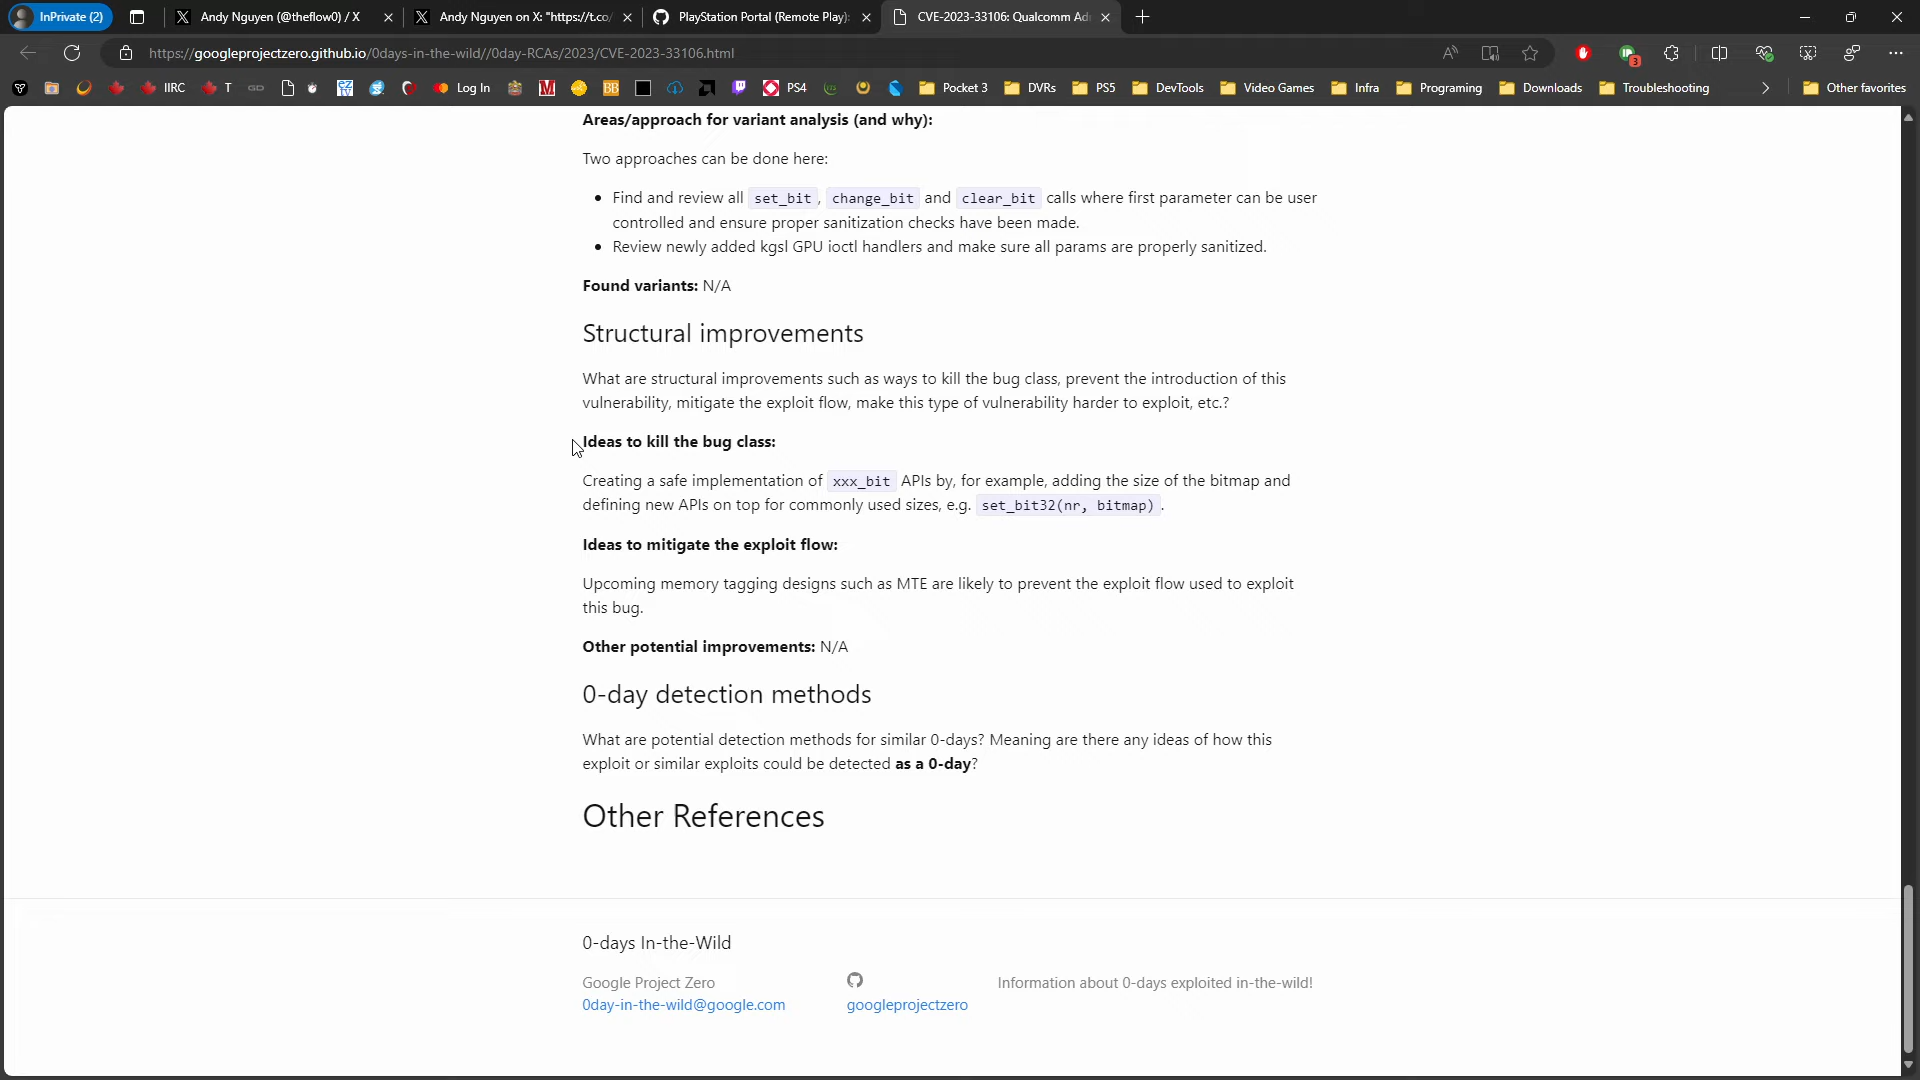 InPrivate (2)
Andy Nguyen (@theflow0) / X
Andy Nguyen on X: "https://t.co/
PlayStation Portal (Remote Play):
CVE-2023-33106: Qualcomm Ad
https://googleprojectzero.github.io/0days-in-the-wild//0day-RCAs/2023/CVE-2023-33106.html
3
IIRC T GO EZ TV Log In M BB PS4 Pocket 3 DVRs PS5 DevTools Video Games Infra Programing Downloads Troubleshooting Other favorites
Areas/approach for variant analysis (and why):
Two approaches can be done here:
• Find and review all set_bit, change_bit and clear_bit calls where first parameter can be user
controlled and ensure proper sanitization checks have been made.
• Review newly added kgsl GPU ioctl handlers and make sure all params are properly sanitized.
Found variants: N/A
Structural improvements
What are structural improvements such as ways to kill the bug class, prevent the introduction of this
vulnerability, mitigate the exploit flow, make this type of vulnerability harder to exploit, etc.?
Ideas to kill the bug class:
Creating a safe implementation of xxx_bit APIs by, for example, adding the size of the bitmap and
defining new APIs on top for commonly used sizes, e.g. set_bit32(nr, bitmap).
Ideas to mitigate the exploit flow:
Upcoming memory tagging designs such as MTE are likely to prevent the exploit flow used to exploit
this bug.
Other potential improvements: N/A
0-day detection methods
What are potential detection methods for similar 0-days? Meaning are there any ideas of how this
exploit or similar exploits could be detected as a 0-day?
Other References
0-days In-the-Wild
Google Project Zero
0day-in-the-wild@google.com
googleprojectzero
Information about 0-days exploited in-the-wild!